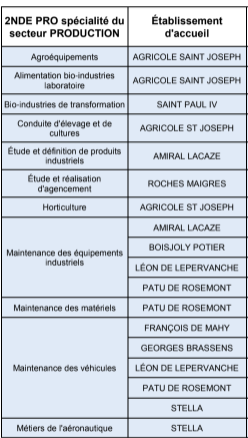 2NDE PRO spécialité du
secteur PRODUCTION
Établissement
d'accueil
Agroéquipements
AGRICOLE SAINT JOSEPH
Alimentation bio-industries
laboratoire
AGRICOLE SAINT JOSEPH
Bio-industries de transformation
SAINT PAUL IV
Conduite d'élevage et de
cultures
AGRICOLE ST JOSEPH
Étude et définition de produits
industriels
AMIRAL LACAZE
Étude et réalisation
d'agencement
ROCHES MAIGRES
Horticulture
AGRICOLE ST JOSEPH
Maintenance des équipements
industriels
AMIRAL LACAZE
BOISJOLY POTIER
LÉON DE LEPERVANCHE
PATU DE ROSEMONT
Maintenance des matériels
PATU DE ROSEMONT
Maintenance des véhicules
FRANÇOIS DE MAHY
GEORGES BRASSENS
LÉON DE LEPERVANCHE
PATU DE ROSEMONT
STELLA
Métiers de l'aéronautique
STELLA